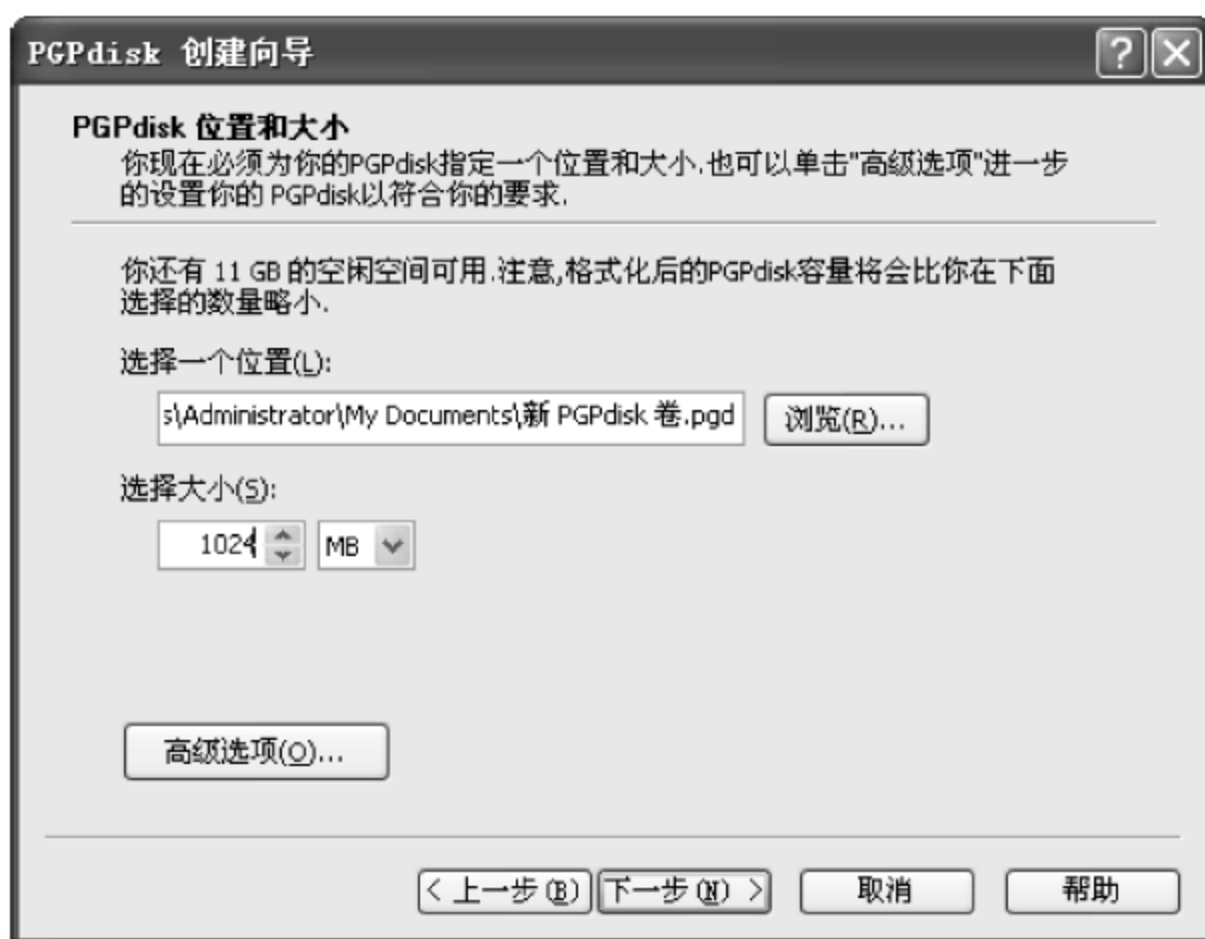 PGPdisk 创建向导
PGPdisk 位置和大小
你现在必须为你的PGPdisk指定一个位置和大小.也可以单击"高级选项"进一步
的设置你的 PGPdisk以符合你的要求.
你还有 11 GB 的空闲空间可用.注意,格式化后的PGPdisk容量将会比你在下面
选择的数量略小.
选择一个位置(L):
s\Administrator\My Documents\新 PGPdisk 卷.pgd 浏览(R)...
选择大小(S):
1024 MB
高级选项(O)...
< 上一步(B) 下一步(N) > 取消 帮助